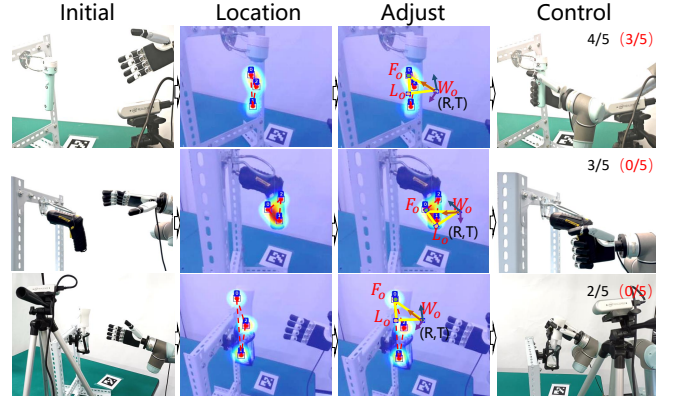 Initial Location Adjust Control
4/5 (3/5)
Fo
Lo
Wo
(R,T)
3/5 (0/5)
Fo
Wo
Lo
(R,T)
2/5 (0/5)
Fo
Lo
Wo
(R,T)